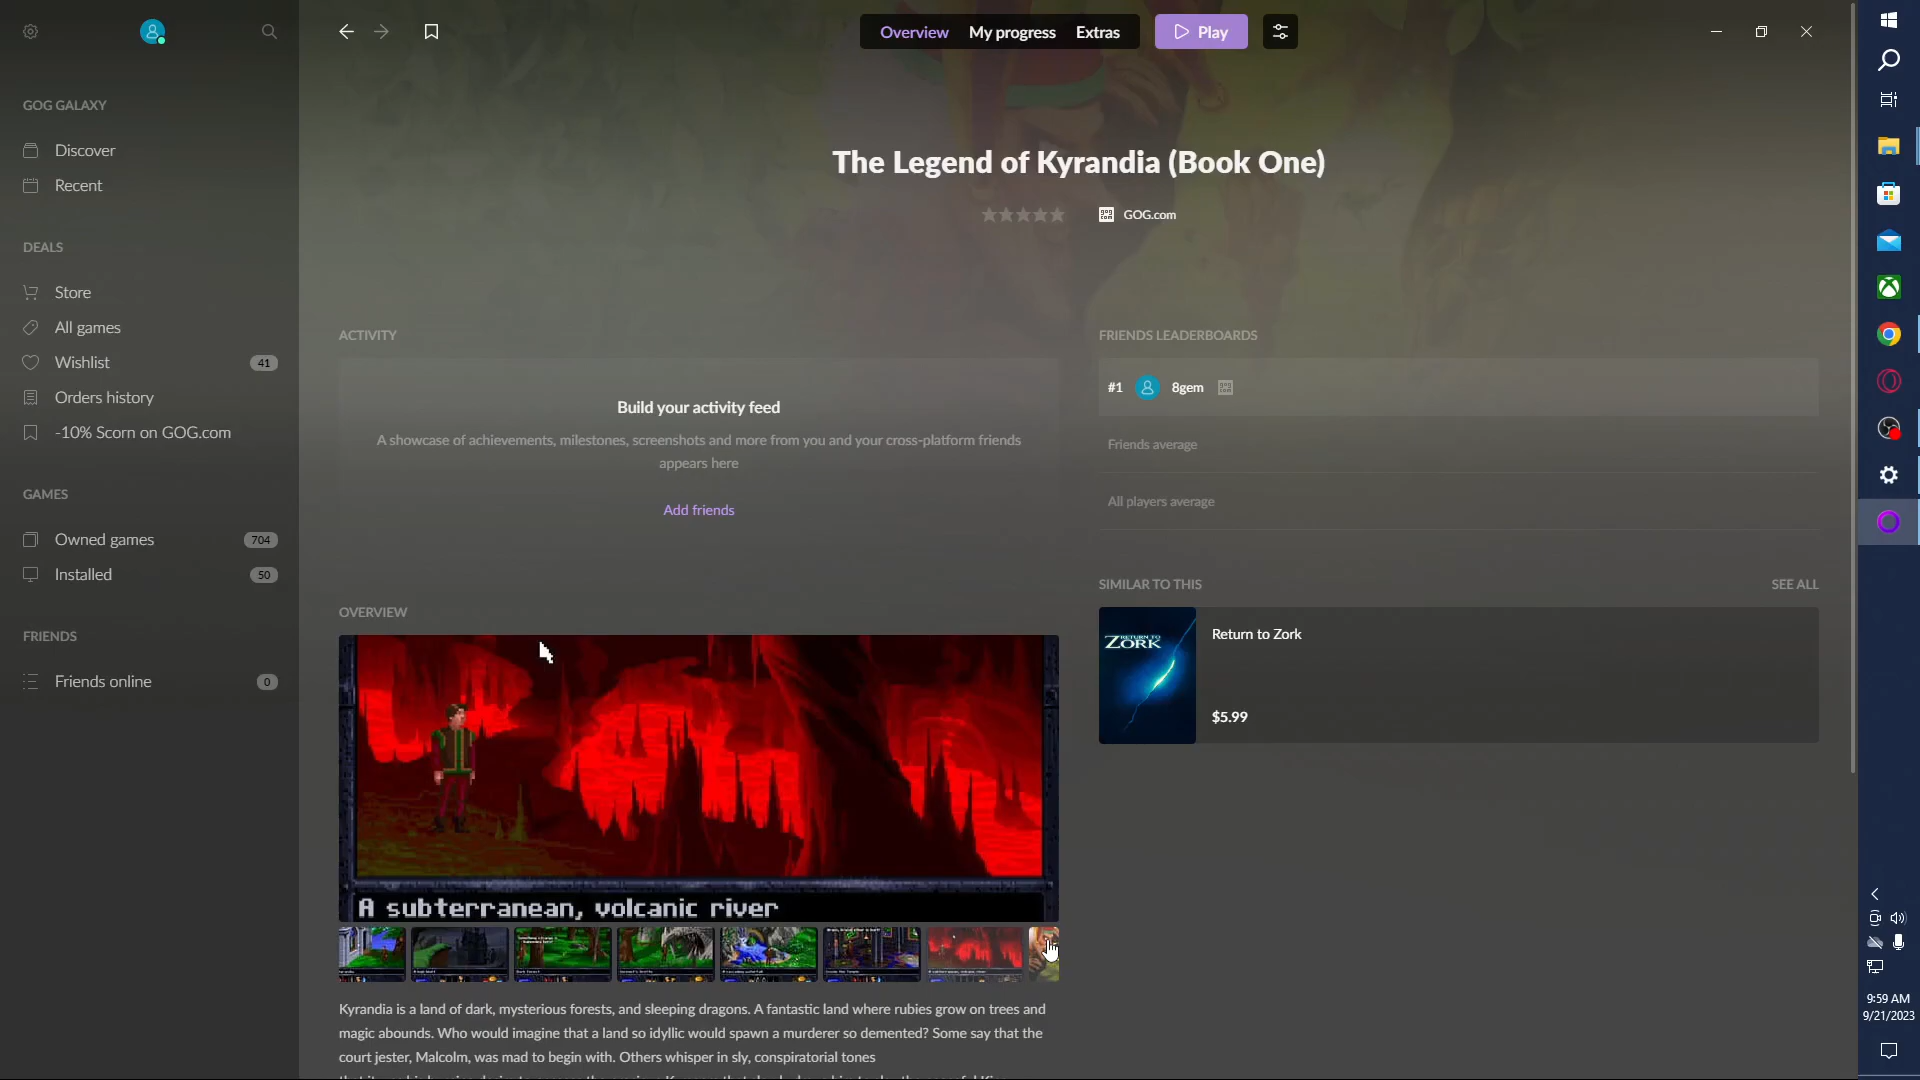 Overview My progress Extras Play
GOG GALAXY
Discover
Recent
DEALS
Store
All games
Wishlist 41
Orders history
-10% Scorn on GOG.com
GAMES
Owned games 704
Installed 50
FRIENDS
Friends online 0
The Legend of Kyrandia (Book One)
GOG.com
ACTIVITY
Build your activity feed
A showcase of achievements, milestones, screenshots and more from you and your cross-platform friends
appears here
Add friends
OVERVIEW
A subterranean, volcanic river
Kyrandia is a land of dark, mysterious forests, and sleeping dragons. A fantastic land where rubies grow on trees and
magic abounds. Who would imagine that a land so idyllic would spawn a murderer so demented? Some say that the
court jester, Malcolm, was mad to begin with. Others whisper in sly, conspiratorial tones
FRIENDS LEADERBOARDS
#1 8gem
Friends average
All players average
SIMILAR TO THIS SEE ALL
RETURN TO
ZORK
Return to Zork
$5.99
9:59 AM
9/21/2023